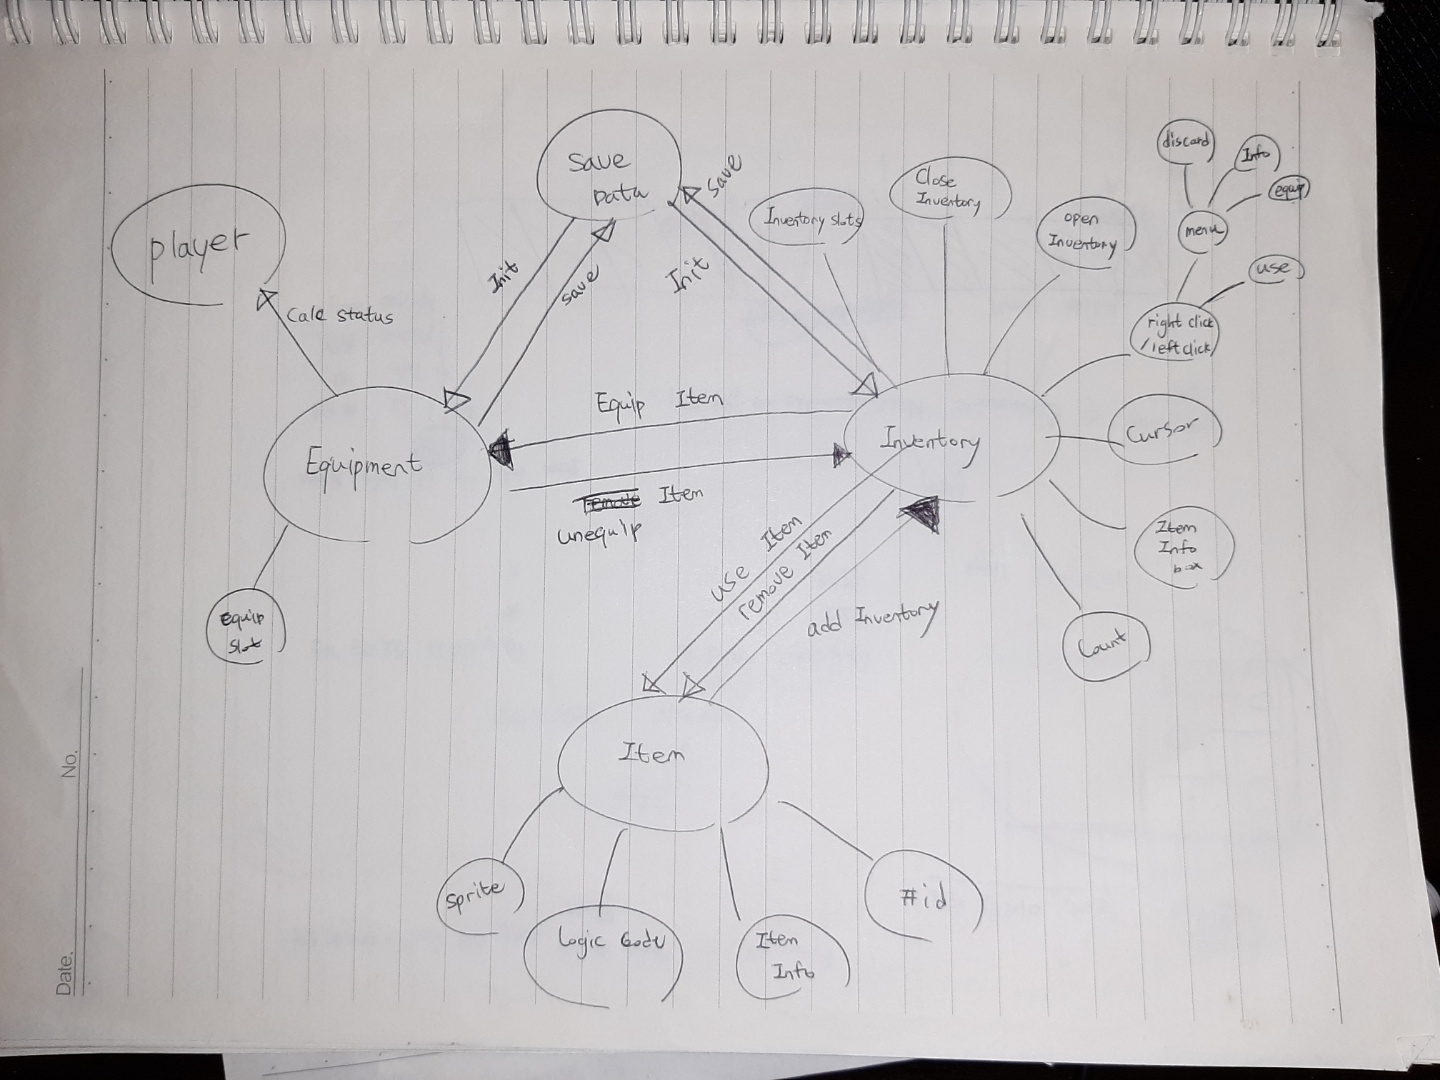 discard
Info
equip
menu
use
right click
/left click
Save
Data
save
Inventory slots
Close
Inventory
open
Inventory
player
Calc status
Init
save
Init
Equip Item
Equipment
Inventory
Cursor
Item
unequip
use Item
remove Item
add Inventory
Item
Info
box
Count
Equip
slot
Item
sprite
logic body
Item
Info
#id
No.
Date.